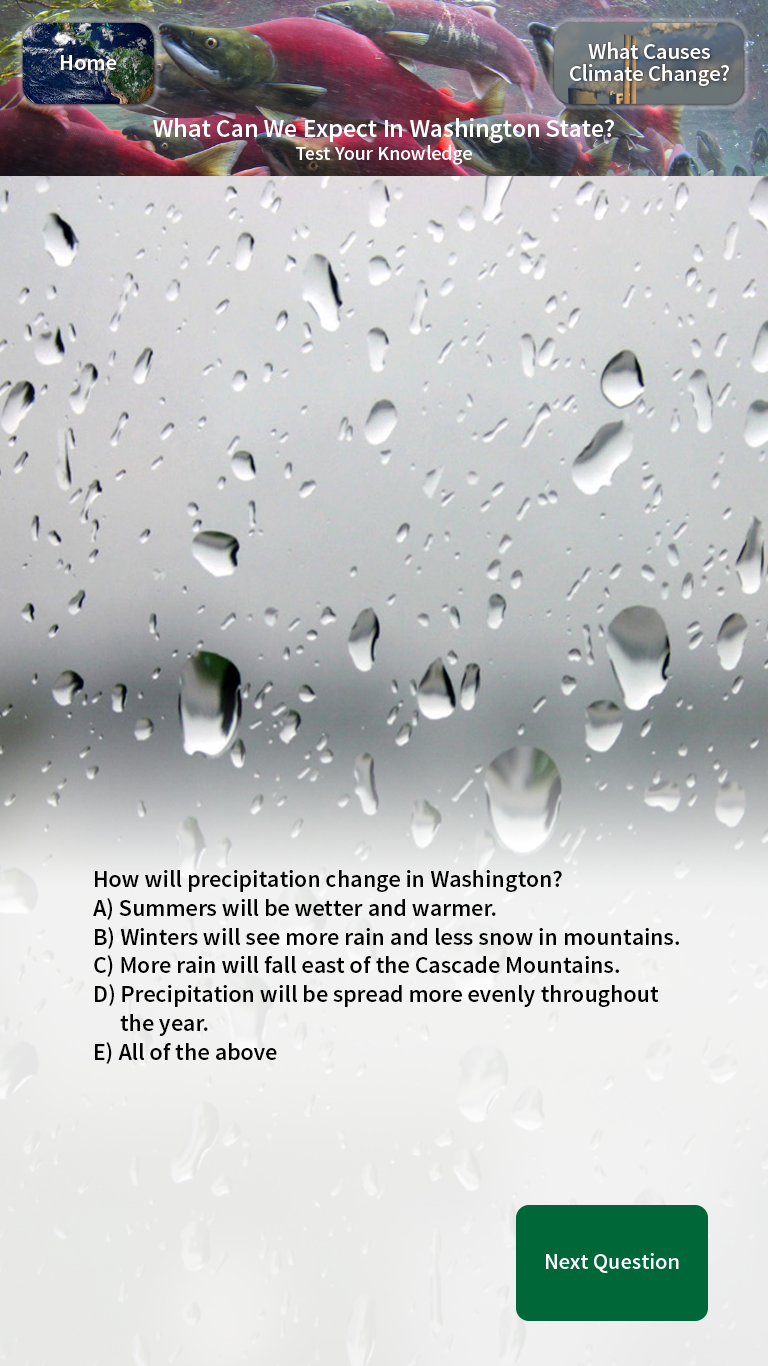 Home
What Causes
Climate Change?
What Can We Expect In Washington State?
Test Your Knowledge
How will precipitation change in Washington?
A) Summers will be wetter and warmer.
B) Winters will see more rain and less snow in mountains.
C) More rain will fall east of the Cascade Mountains.
D) Precipitation will be spread more evenly throughout
the year.
E) All of the above
Next Question